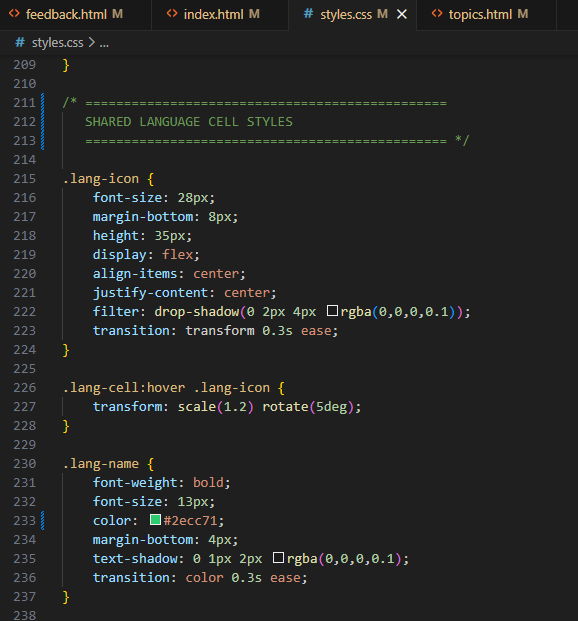 <> feedback.html M <> index.html M # styles.css M × <> topics.html M
# styles.css > ...
209 }
210
211 /* ===============================================
212 SHARED LANGUAGE CELL STYLES
213 =============================================== */
214
215 .lang-icon {
216 font-size: 28px;
217 margin-bottom: 8px;
218 height: 35px;
219 display: flex;
220 align-items: center;
221 justify-content: center;
222 filter: drop-shadow(0 2px 4px rgba(0,0,0,0.1));
223 transition: transform 0.3s ease;
224 }
225
226 .lang-cell:hover .lang-icon {
227 transform: scale(1.2) rotate(5deg);
228 }
229
230 .lang-name {
231 font-weight: bold;
232 font-size: 13px;
233 color: #2ecc71;
234 margin-bottom: 4px;
235 text-shadow: 0 1px 2px rgba(0,0,0,0.1);
236 transition: color 0.3s ease;
237 }
238